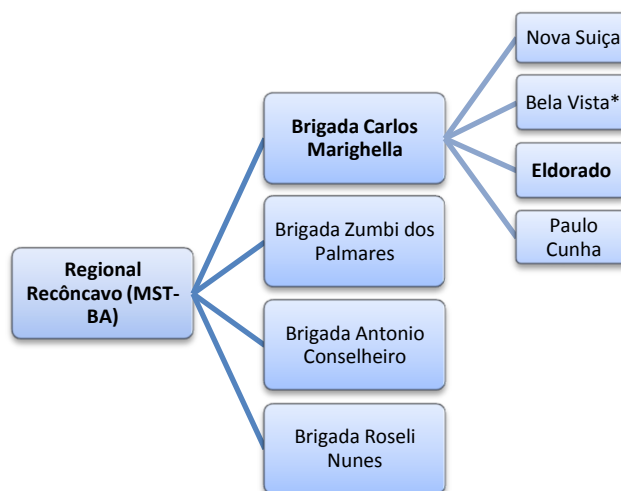 Regional
Recôncavo (MST-
BA)
Brigada Carlos
Marighella
Brigada Zumbi dos
Palmares
Brigada Antonio
Conselheiro
Brigada Roseli
Nunes
Nova Suiça
Bela Vista*
Eldorado
Paulo
Cunha